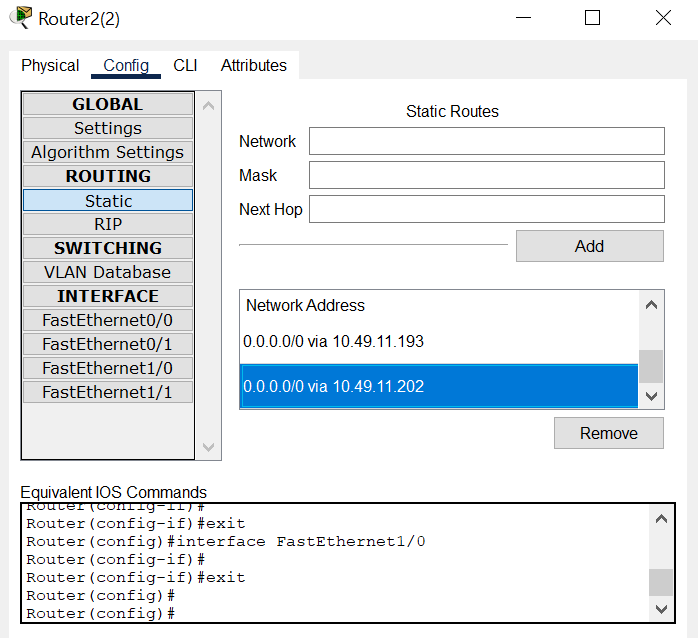 Router2(2)
Physical Config CLI Attributes
GLOBAL
Settings
Algorithm Settings
ROUTING
Static
RIP
SWITCHING
VLAN Database
INTERFACE
FastEthernet0/0
FastEthernet0/1
FastEthernet1/0
FastEthernet1/1
Static Routes
Network
Mask
Next Hop
Add
Network Address
0.0.0.0/0 via 10.49.11.193
0.0.0.0/0 via 10.49.11.202
Remove
Equivalent IOS Commands
Router(config-if)#
Router(config-if)#exit
Router(config)#interface FastEthernet1/0
Router(config-if)#
Router(config-if)#exit
Router(config)#
Router(config)#